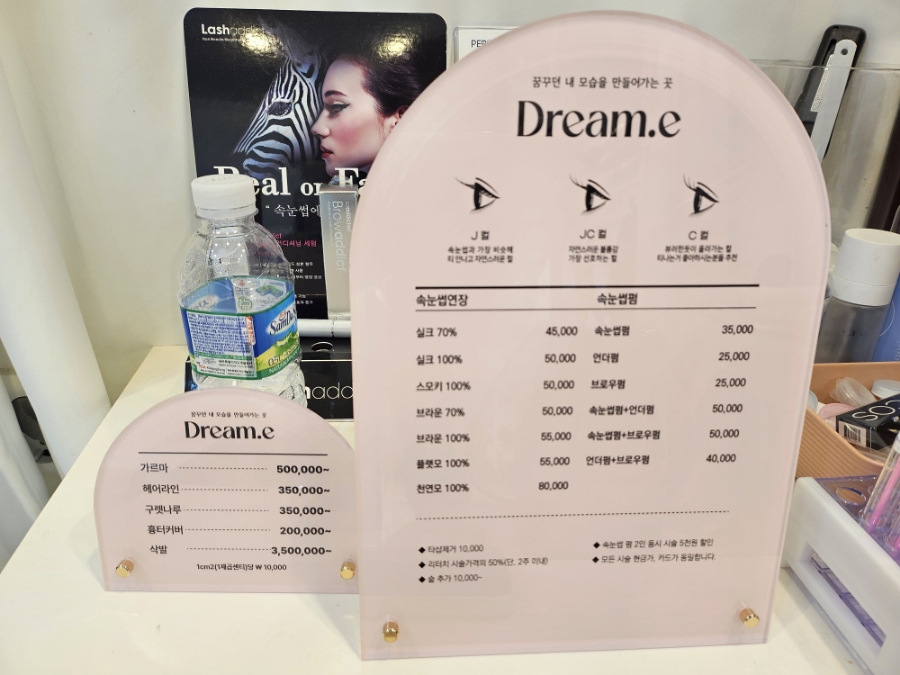 Lash
Real or Fa
" 속눈썹에
Browaddict
꿈꾸던 내 모습을 만들어가는 곳
Dream.e
J 컬
JC 컬
C 컬
속눈썹과 가장 비슷해
티 안나고 자연스러운 컬
자연스러운 볼륨감
가장 선호하는 컬
뷰러한듯이 올라가는 컬
티나는거 좋아하시는분들 추천
속눈썹연장
실크 70% 45,000
실크 100% 50,000
스모키 100% 50,000
브라운 70% 50,000
브라운 100% 55,000
플랫모 100% 55,000
천연모 100% 80,000
속눈썹펌
속눈썹펌 35,000
언더펌 25,000
브로우펌 25,000
속눈썹펌+언더펌 50,000
속눈썹펌+브로우펌 50,000
언더펌+브로우펌 40,000
◆ 타샵제거 10,000
◆ 리터치 시술가격의 50%(단, 2주 이내)
◆ 숱 추가 10,000~
◆ 속눈썹 펌 2인 동시 시술 5천원 할인
◆ 모든 시술 현금가, 카드가 동일합니다.
꿈꾸던 내 모습을 만들어가는 곳
Dream.e
가르마 500,000~
헤어라인 350,000~
구렛나루 350,000~
흉터커버 200,000~
삭발 3,500,000~
1cm2(1제곱센티)당 ₩ 10,000